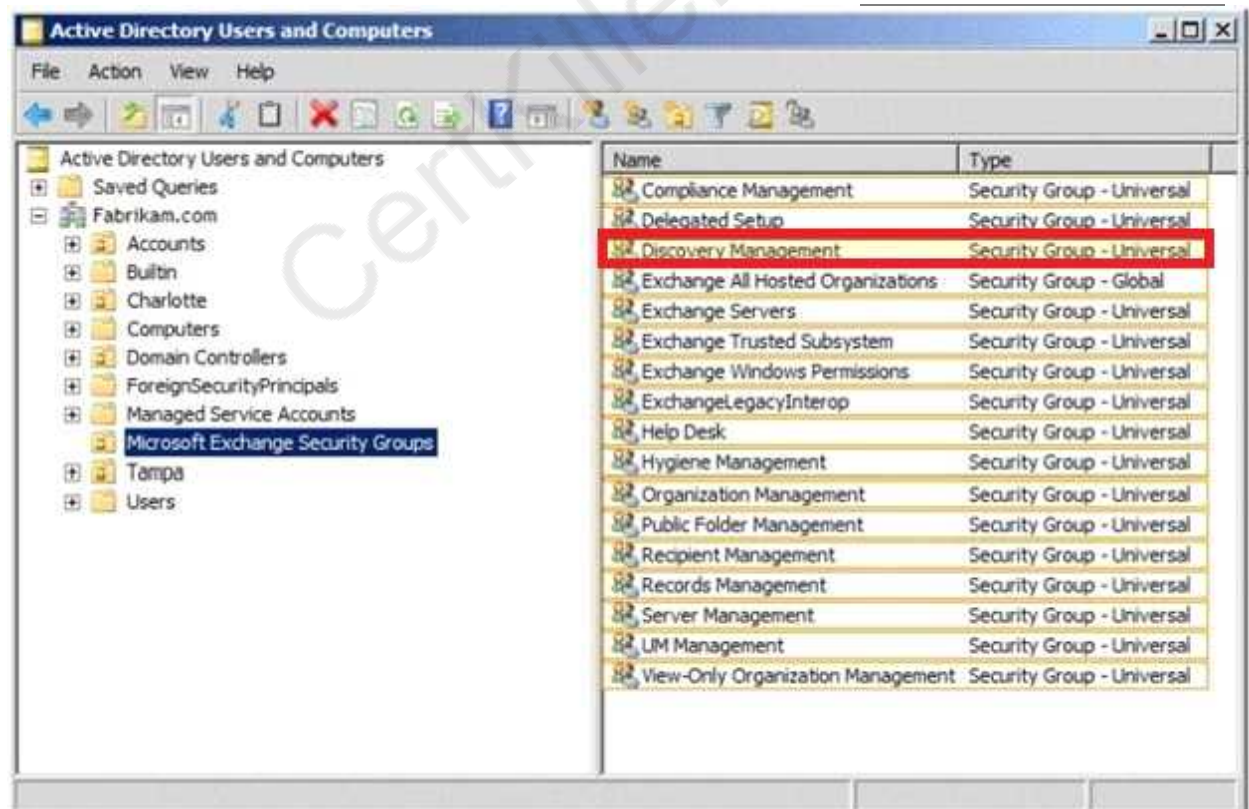 Active Directory Users and Computers
File Action View Help
Active Directory Users and Computers
Saved Queries
Fabrikam.com
Accounts
Builtin
Charlotte
Computers
Domain Controllers
ForeignSecurityPrincipals
Managed Service Accounts
Microsoft Exchange Security Groups
Tampa
Users
Name Type
Compliance Management Security Group - Universal
Delegated Setup Security Group - Universal
Discovery Management Security Group - Universal
Exchange All Hosted Organizations Security Group - Global
Exchange Servers Security Group - Universal
Exchange Trusted Subsystem Security Group - Universal
Exchange Windows Permissions Security Group - Universal
ExchangeLegacyInterop Security Group - Universal
Help Desk Security Group - Universal
Hygiene Management Security Group - Universal
Organization Management Security Group - Universal
Public Folder Management Security Group - Universal
Recipient Management Security Group - Universal
Records Management Security Group - Universal
Server Management Security Group - Universal
UM Management Security Group - Universal
View-Only Organization Management Security Group - Universal